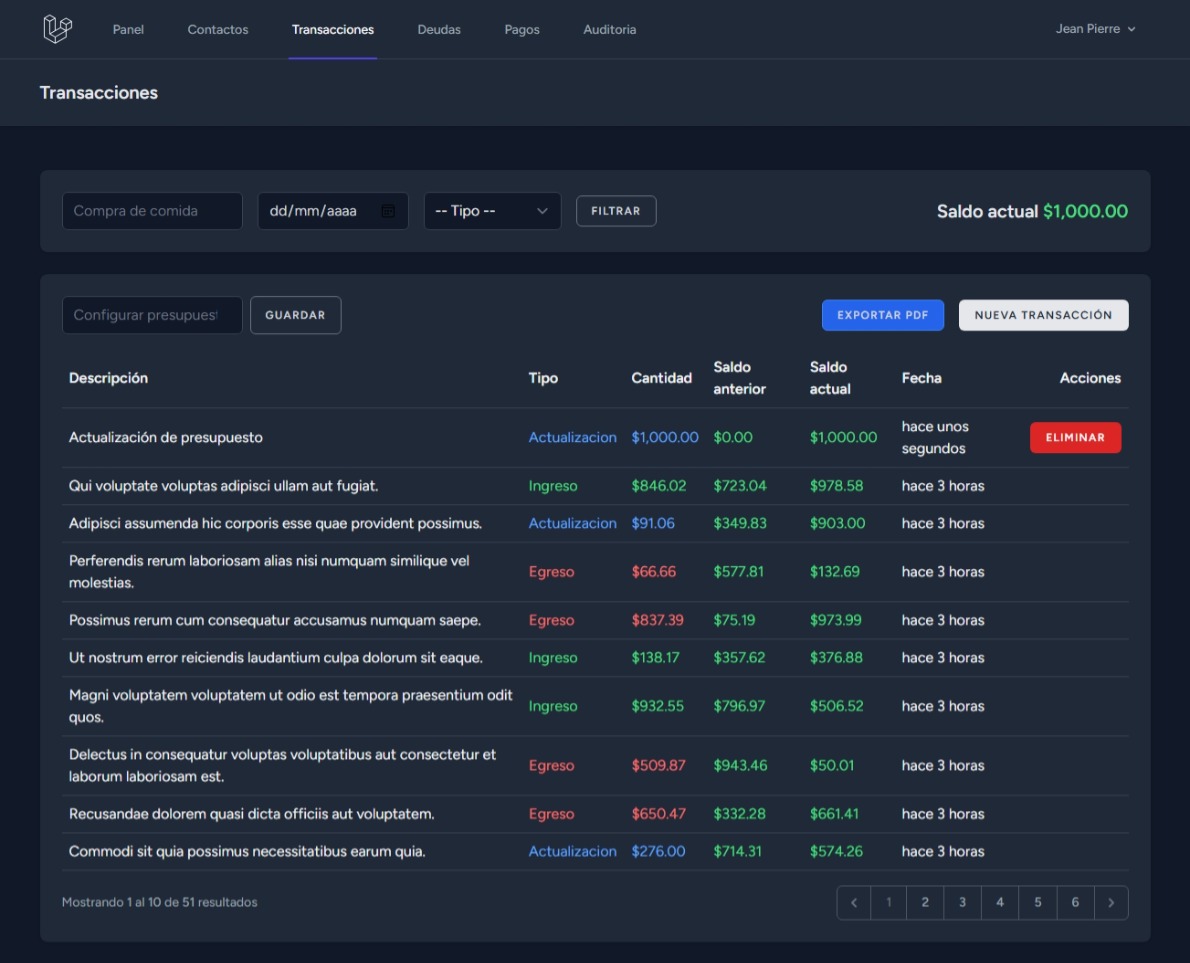 Panel Contactos Transacciones Deudas Pagos Auditoria Jean Pierre
Transacciones
Compra de comida dd/mm/aaaa -- Tipo -- FILTRAR Saldo actual $1,000.00
Configurar presupuest GUARDAR EXPORTAR PDF NUEVA TRANSACCIÓN
Descripción Tipo Cantidad Saldo anterior Saldo actual Fecha Acciones
Actualización de presupuesto Actualizacion $1,000.00 $0.00 $1,000.00 hace unos segundos ELIMINAR
Qui voluptate voluptas adipisci ullam aut fugiat. Ingreso $846.02 $723.04 $978.58 hace 3 horas
Adipisci assumenda hic corporis esse quae provident possimus. Actualizacion $91.06 $349.83 $903.00 hace 3 horas
Perferendis rerum laboriosam alias nisi numquam similique vel molestias. Egreso $66.66 $577.81 $132.69 hace 3 horas
Possimus rerum cum consequatur accusamus numquam saepe. Egreso $837.39 $75.19 $973.99 hace 3 horas
Ut nostrum error reiciendis laudantium culpa dolorum sit eaque. Ingreso $138.17 $357.62 $376.88 hace 3 horas
Magni voluptatem voluptatem ut odio est tempora praesentium odit quos. Ingreso $932.55 $796.97 $506.52 hace 3 horas
Delectus in consequatur voluptas voluptatibus aut consectetur et laborum laboriosam est. Egreso $509.87 $943.46 $50.01 hace 3 horas
Recusandae dolorem quasi dicta officiis aut voluptatem. Egreso $650.47 $332.28 $661.41 hace 3 horas
Commodi sit quia possimus necessitatibus earum quia. Actualizacion $276.00 $714.31 $574.26 hace 3 horas
Mostrando 1 al 10 de 51 resultados 1 2 3 4 5 6